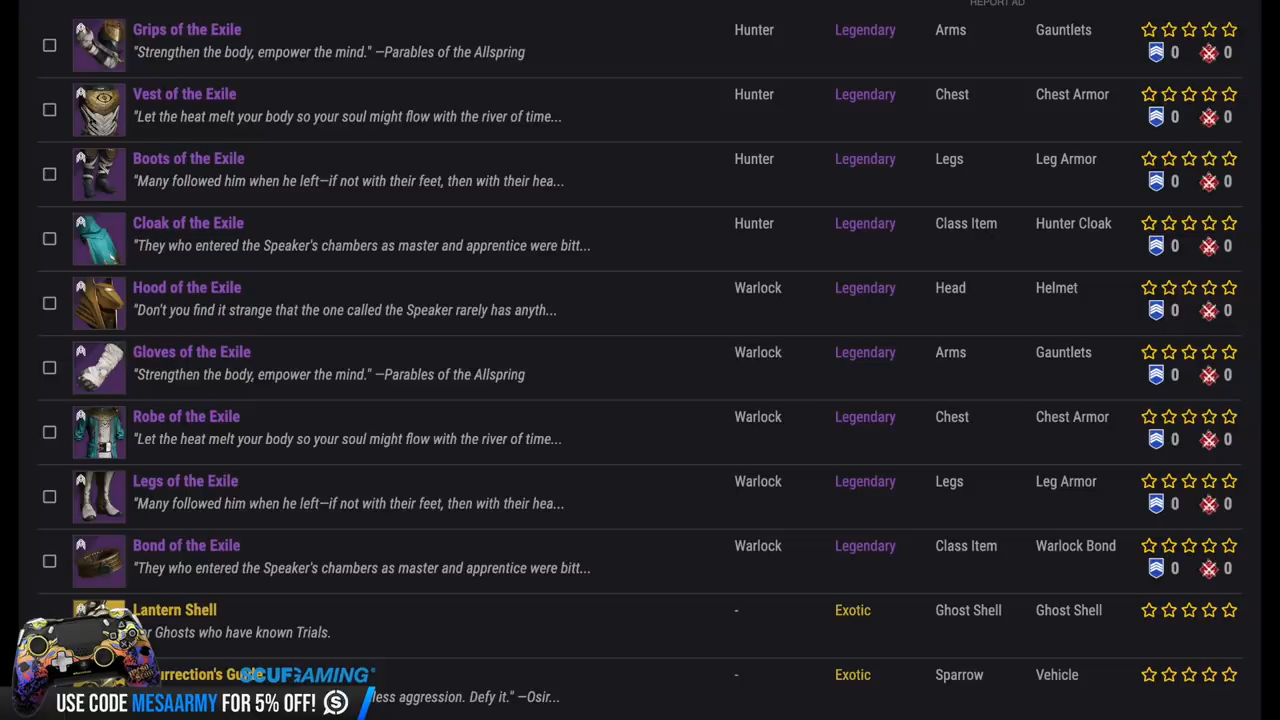 REPORT AD
Grips of the Exile Hunter Legendary Arms Gauntlets
"Strengthen the body, empower the mind." —Parables of the Allspring 0 0
Vest of the Exile Hunter Legendary Chest Chest Armor
"Let the heat melt your body so your soul might flow with the river of time... 0 0
Boots of the Exile Hunter Legendary Legs Leg Armor
"Many followed him when he left—if not with their feet, then with their hea... 0 0
Cloak of the Exile Hunter Legendary Class Item Hunter Cloak
"They who entered the Speaker's chambers as master and apprentice were bitt... 0 0
Hood of the Exile Warlock Legendary Head Helmet
"Don't you find it strange that the one called the Speaker rarely has anyth... 0 0
Gloves of the Exile Warlock Legendary Arms Gauntlets
"Strengthen the body, empower the mind." —Parables of the Allspring 0 0
Robe of the Exile Warlock Legendary Chest Chest Armor
"Let the heat melt your body so your soul might flow with the river of time... 0 0
Legs of the Exile Warlock Legendary Legs Leg Armor
"Many followed him when he left—if not with their feet, then with their hea... 0 0
Bond of the Exile Warlock Legendary Class Item Warlock Bond
"They who entered the Speaker's chambers as master and apprentice were bitt... 0 0
Lantern Shell - Exotic Ghost Shell Ghost Shell
Ghosts who have known Trials.
urrection's Guide - Exotic Sparrow Vehicle
SCUFGAMING®
less aggression. Defy it." —Osir...
USE CODE MESAARMY FOR 5% OFF!